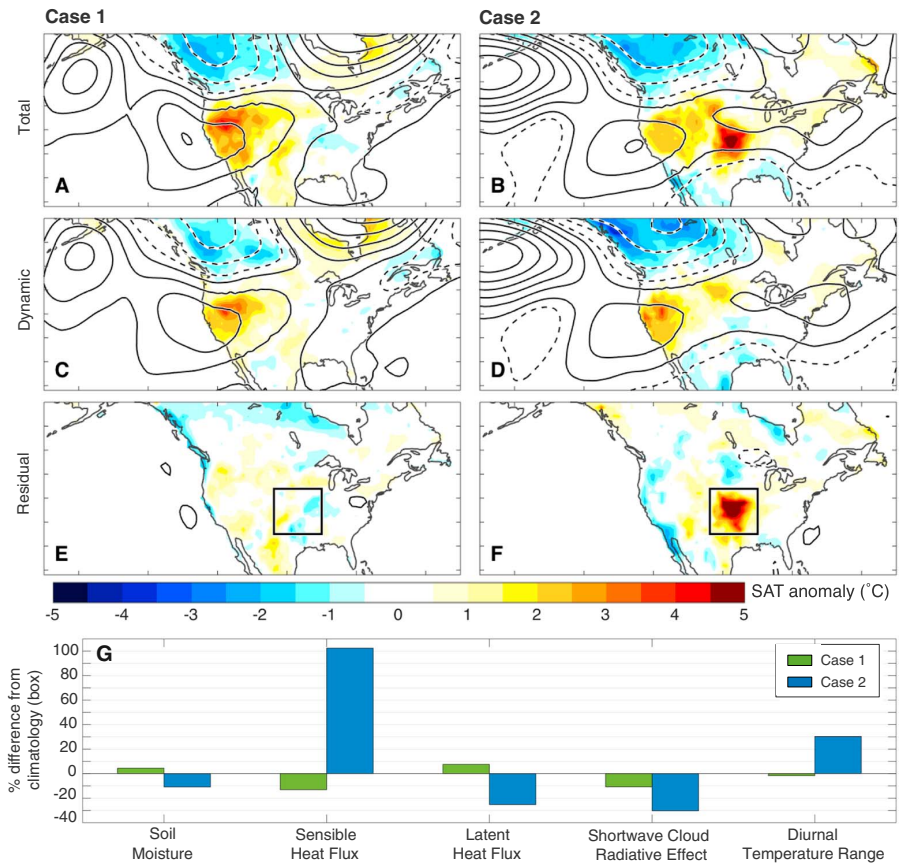 Case 1
Case 2
Total
A
B
Dynamic
C
D
Residual
E
F
-5 -4 -3 -2 -1 0 1 2 3 4 5
SAT anomaly (˚C)
% difference from
climatology (box)
G
100
80
60
40
20
0
-20
-40
Case 1
Case 2
Soil
Moisture
Sensible
Heat Flux
Latent
Heat Flux
Shortwave Cloud
Radiative Effect
Diurnal
Temperature Range